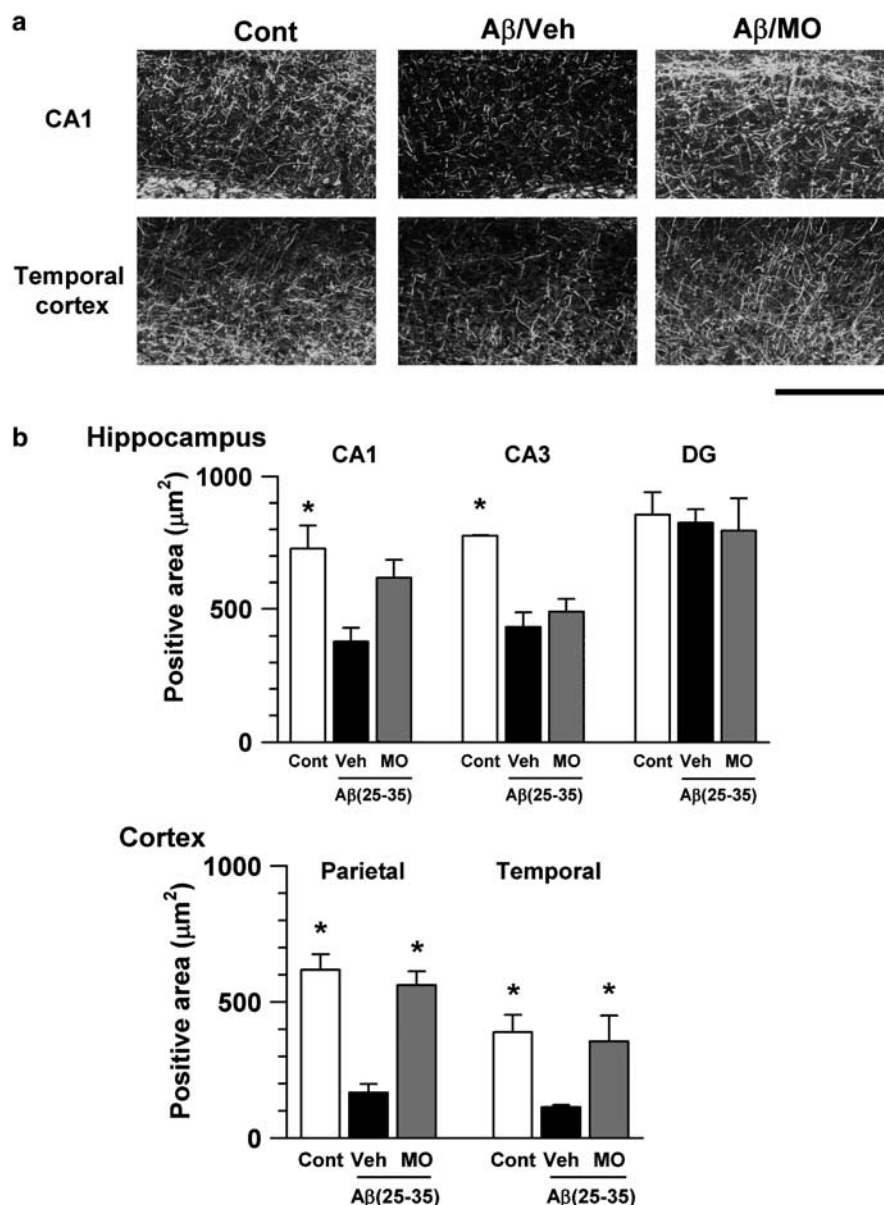 a
Cont Aβ/Veh Aβ/MO
CA1
Temporal
cortex
b Hippocampus
CA1 CA3 DG
1000
500
0
Positive area (μm²)
* *
Cont Veh MO Cont Veh MO Cont Veh MO
Aβ(25-35) Aβ(25-35) Aβ(25-35)
Cortex
Parietal Temporal
1000
500
0
Positive area (μm²)
* * * *
Cont Veh MO Cont Veh MO
Aβ(25-35) Aβ(25-35)